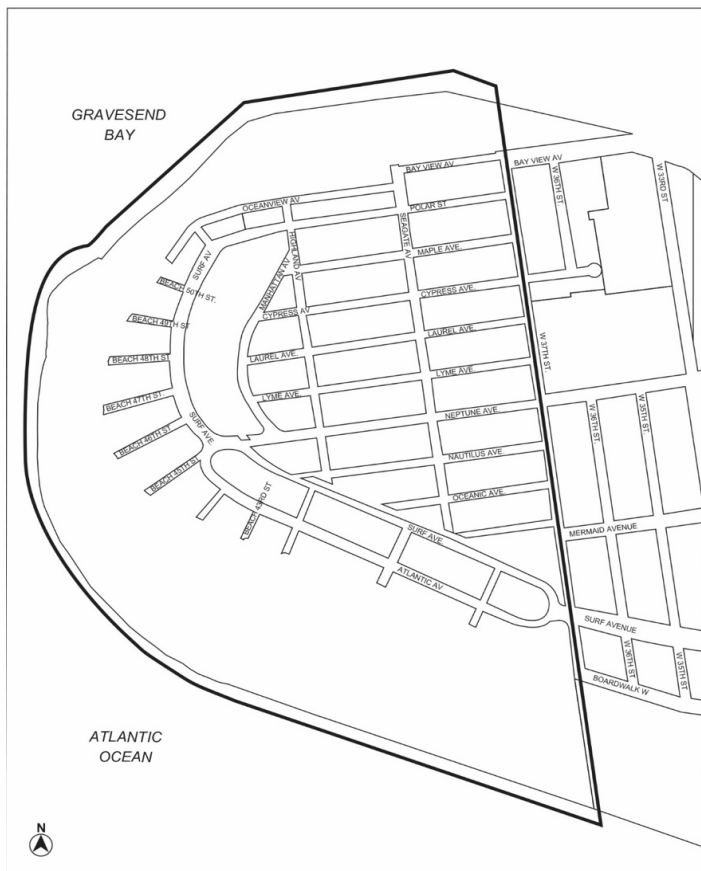 GRAVESEND
BAY
BAY VIEW AV
BAY VIEW AV
W 36TH ST.
W 33RD ST
OCEANVIEW AV
POLAR ST
SEAGATE AV
HIGHLAND AV
MANHATTAN AV
SURF AV
MAPLE AVE.
BEACH 50TH ST.
CYPRESS AVE.
CYPRESS AV
BEACH 49TH ST
LAUREL AVE.
W 37TH ST.
LAUREL AVE.
BEACH 48TH ST
LYME AVE.
LYME AVE.
BEACH 47TH ST.
NEPTUNE AVE.
SURF AVE.
W 36TH ST.
W 35TH ST.
BEACH 46TH ST
NAUTILUS AVE.
BEACH 45TH ST
OCEANIC AVE.
BEACH 43RD ST
SURF AVE.
MERMAID AVENUE
ATLANTIC AV
SURF AVENUE
W 36TH ST.
W 35TH ST.
BOARDWALK W
ATLANTIC
OCEAN
N